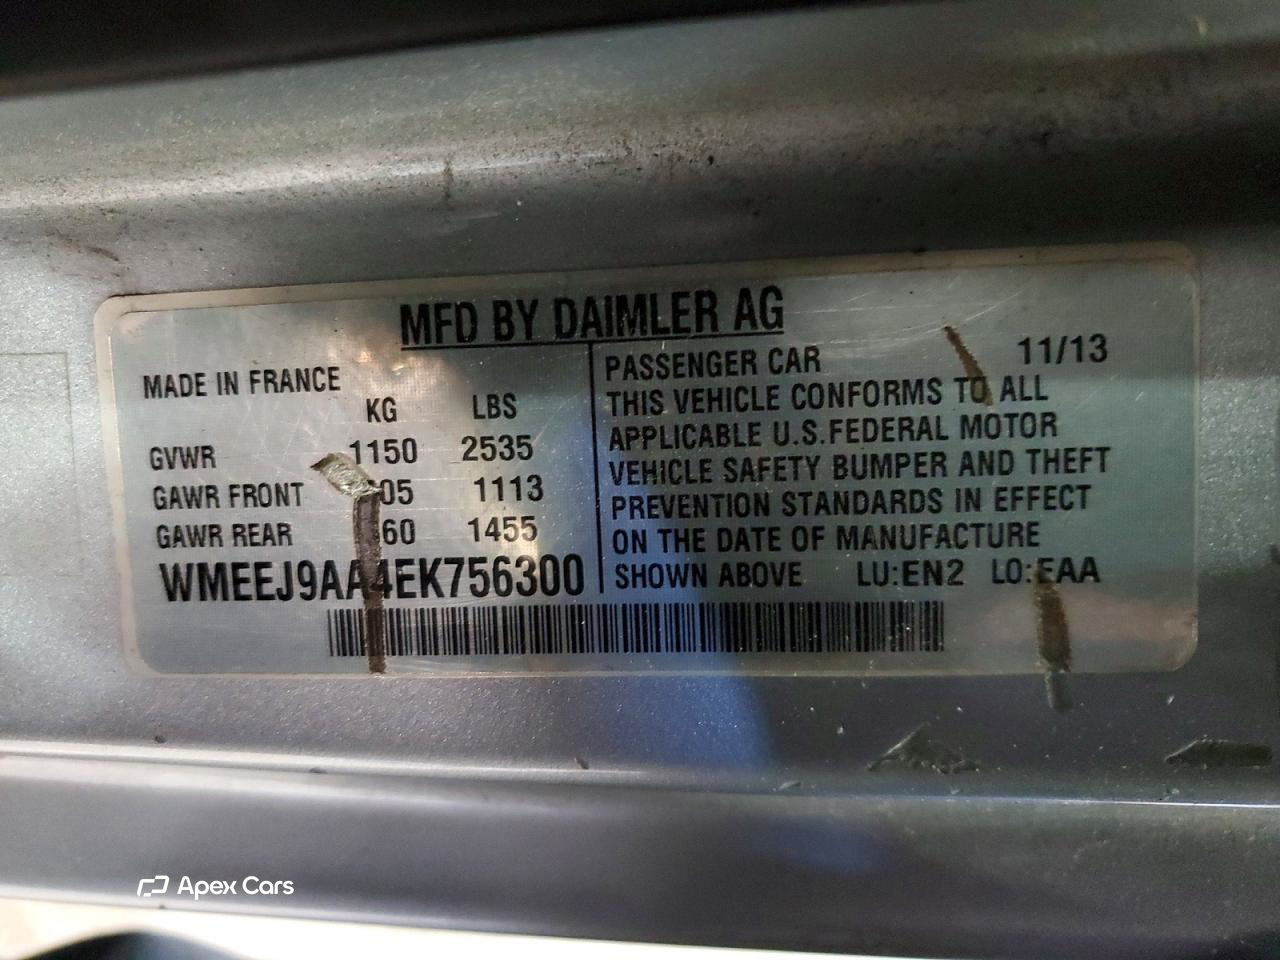 MFD BY DAIMLER AG
MADE IN FRANCE
KG LBS
GVWR 1150 2535
GAWR FRONT 05 1113
GAWR REAR 60 1455
WMEEJ9AA4EK756300
PASSENGER CAR 11/13
THIS VEHICLE CONFORMS TO ALL
APPLICABLE U.S.FEDERAL MOTOR
VEHICLE SAFETY BUMPER AND THEFT
PREVENTION STANDARDS IN EFFECT
ON THE DATE OF MANUFACTURE
SHOWN ABOVE LU:EN2 LO:EAA
Apex Cars